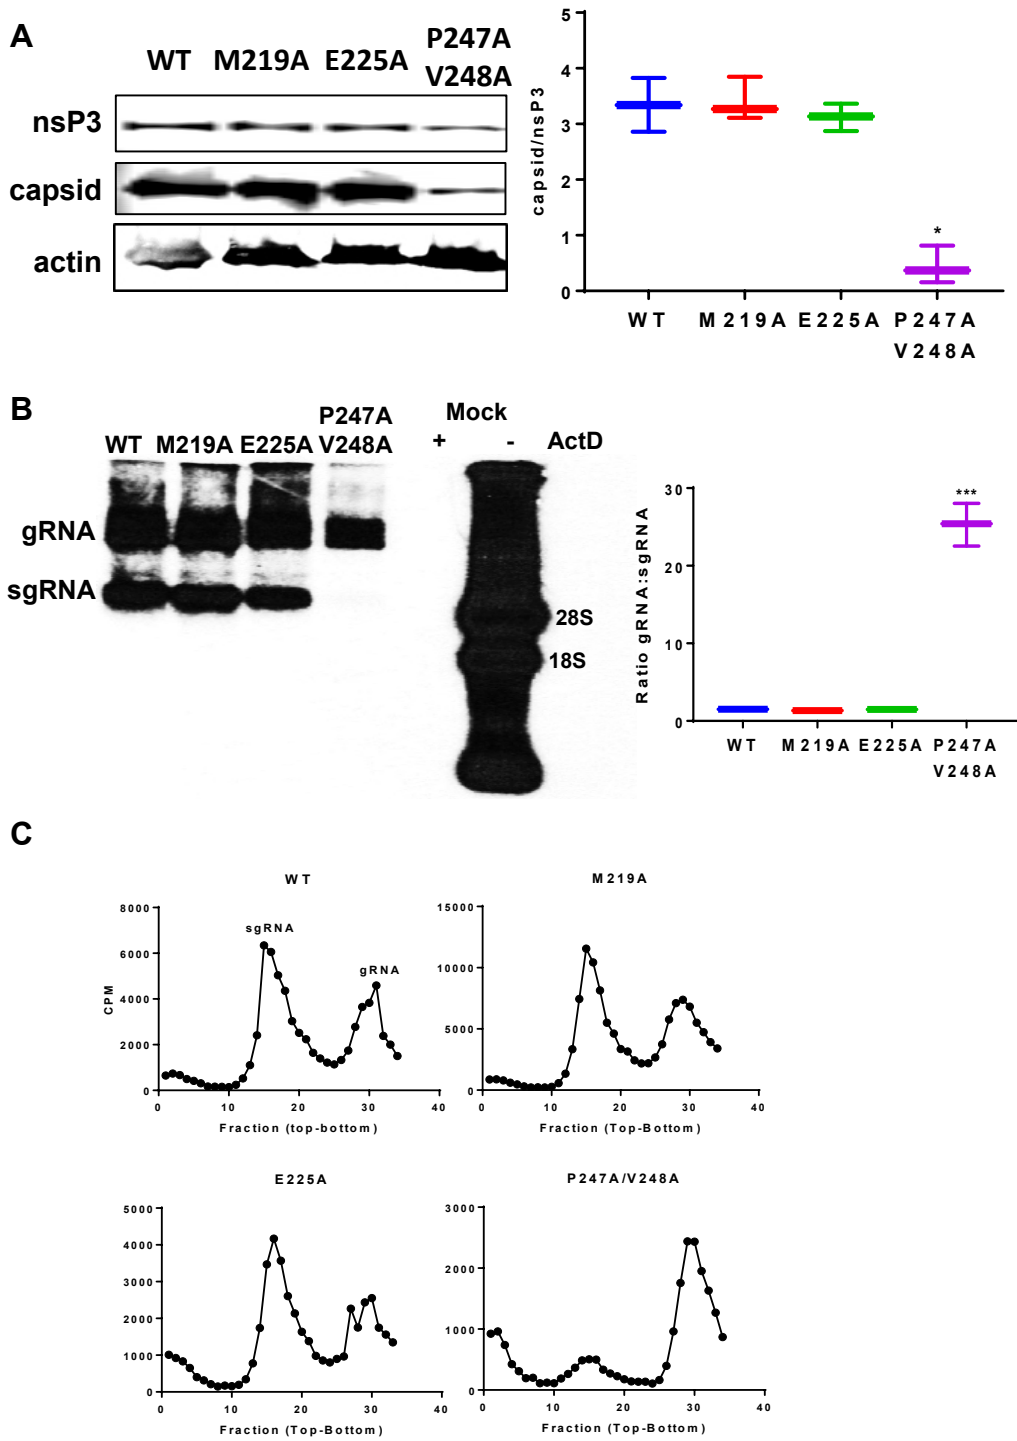 A
WT M219A E225A P247A
V248A
nsP3
capsid
actin
capsid/nsP3
5
4
3
2
1
0
*
WT M219A E225A P247A
V248A
B
P247A
WT M219A E225A V248A
Mock
+ - ActD
gRNA
sgRNA
28S
18S
Ratio gRNA:sgRNA
30
20
10
0
***
WT M219A E225A P247A
V248A
C
WT
CPM
8000
6000
4000
2000
0
sgRNA
gRNA
0 10 20 30 40
Fraction (top-bottom)
M219A
15000
10000
5000
0
0 10 20 30 40
Fraction (Top-Bottom)
E225A
5000
4000
3000
2000
1000
0
0 10 20 30 40
Fraction (Top-Bottom)
P247A/V248A
3000
2000
1000
0
0 10 20 30 40
Fraction (Top-Bottom)